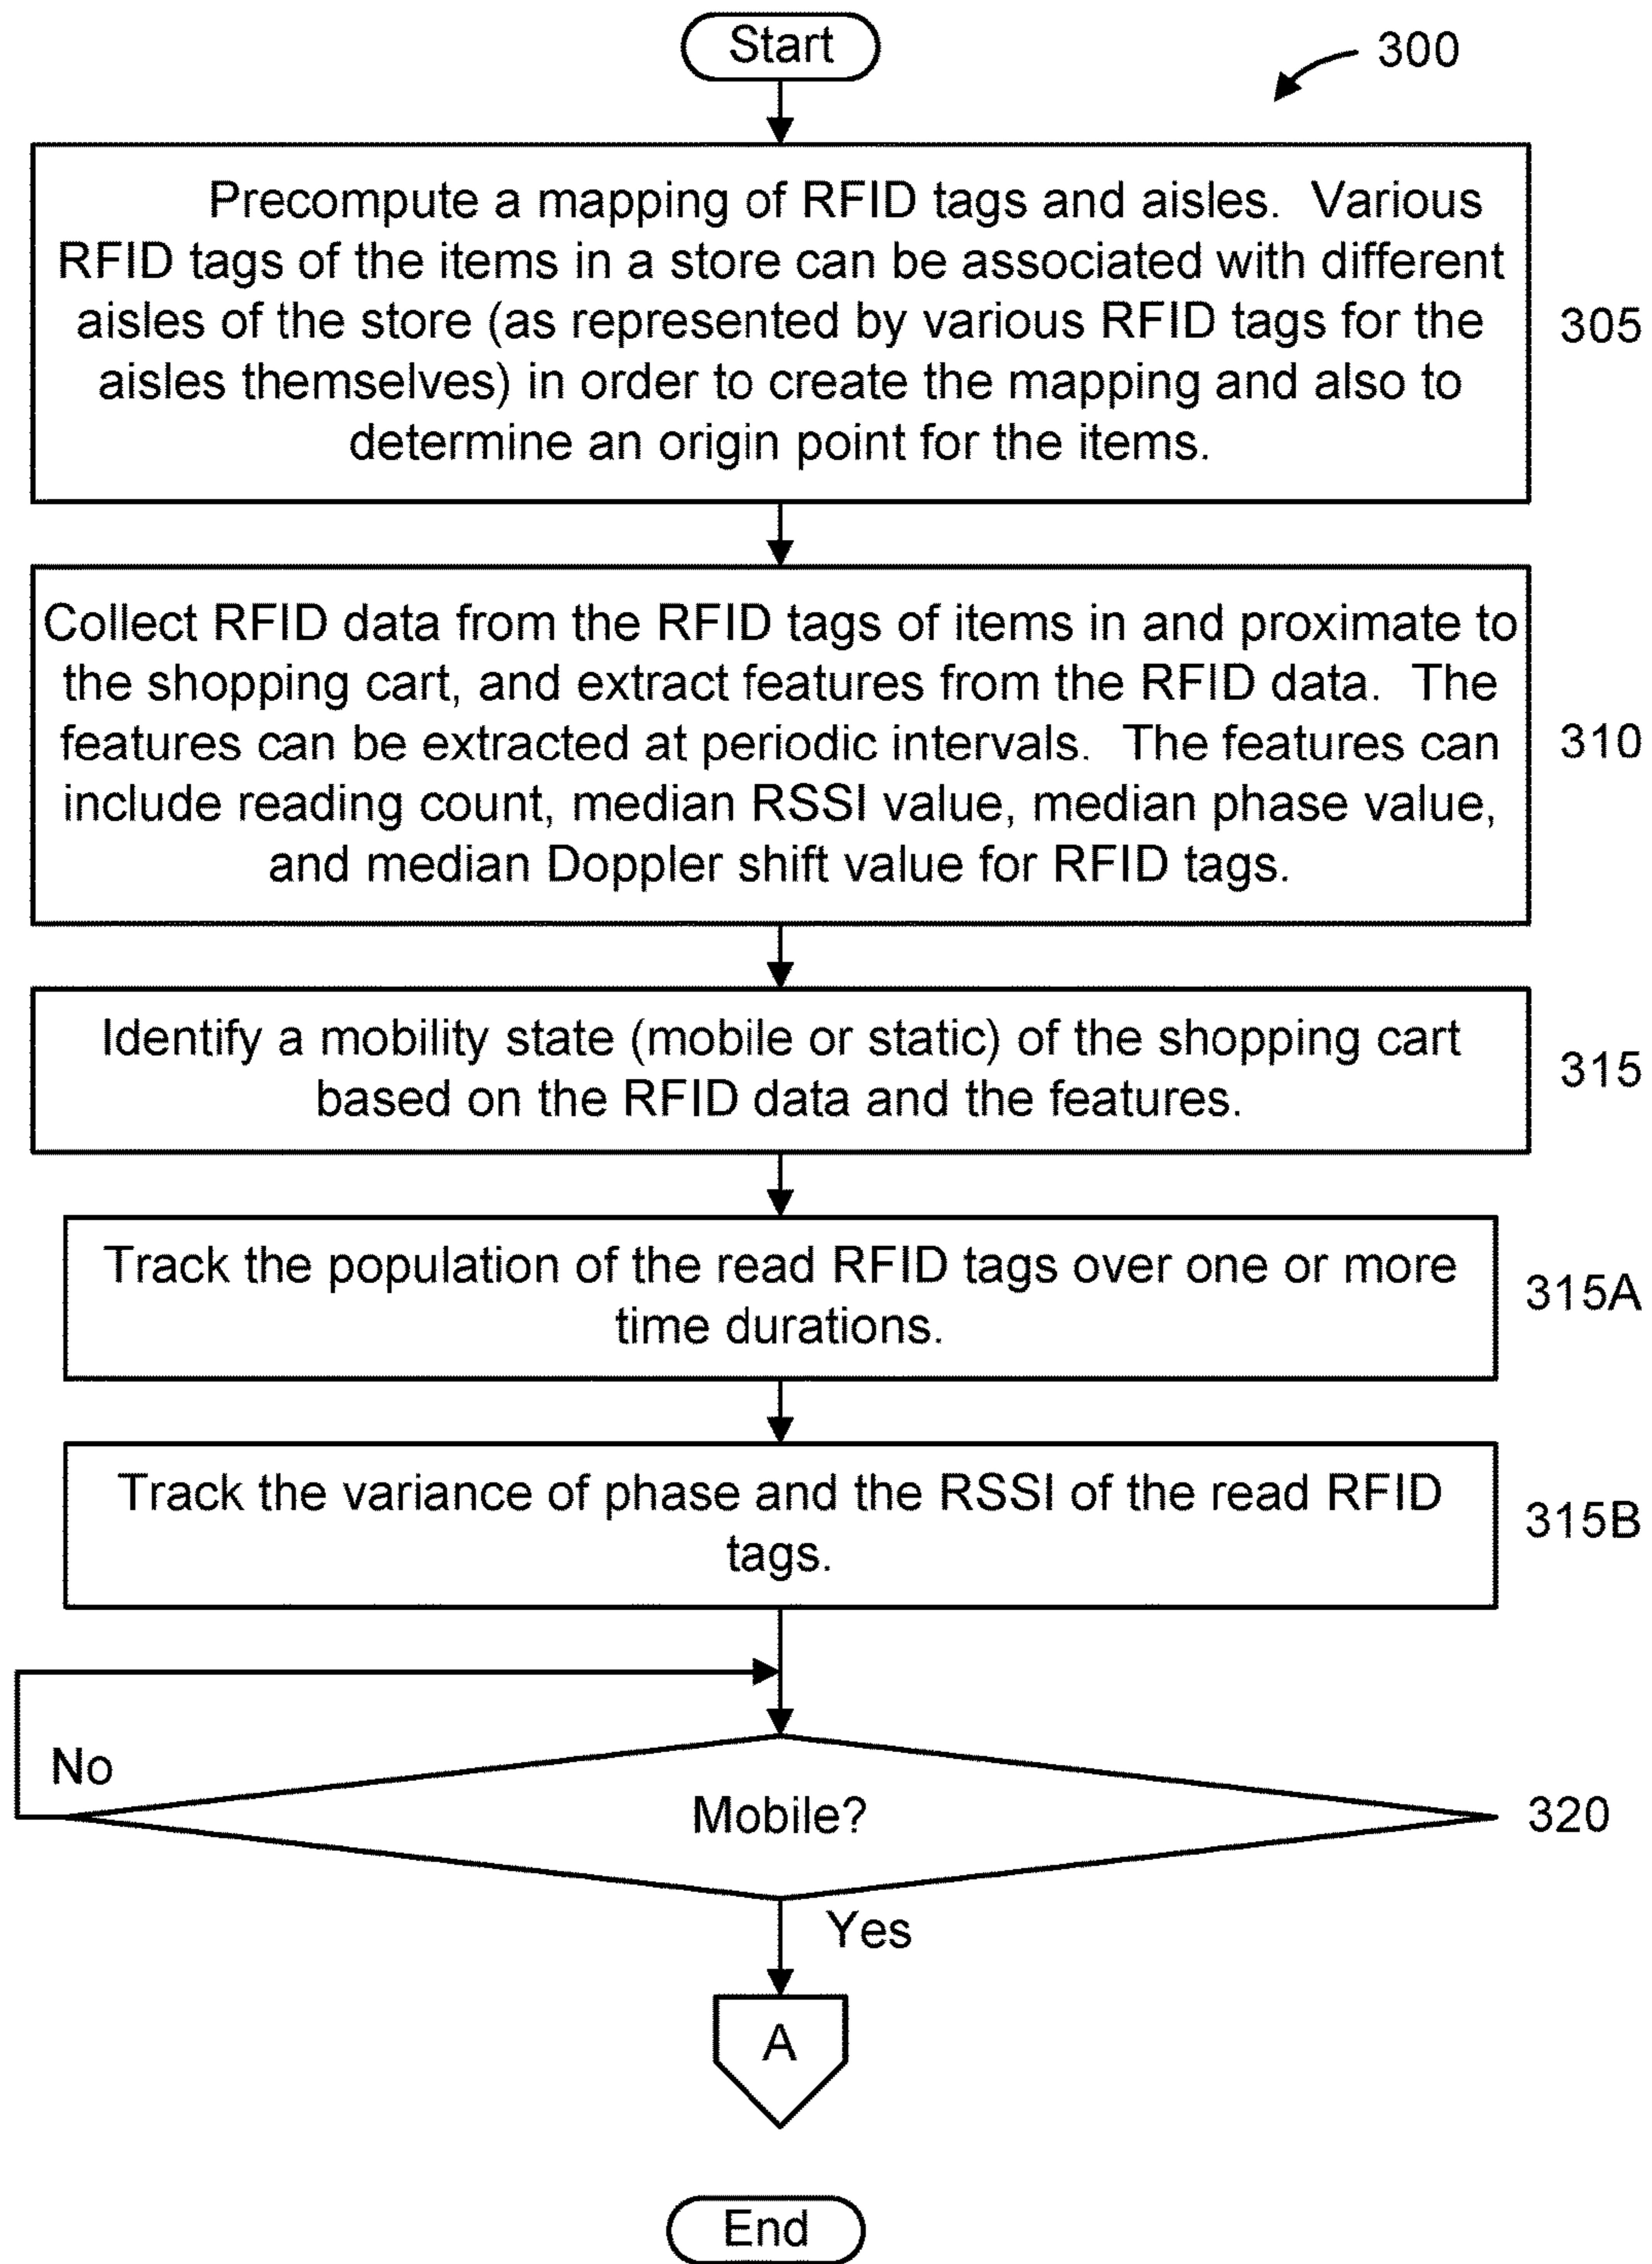 Start
300
Precompute a mapping of RFID tags and aisles. Various
RFID tags of the items in a store can be associated with different
aisles of the store (as represented by various RFID tags for the
aisles themselves) in order to create the mapping and also to
determine an origin point for the items.
305
Collect RFID data from the RFID tags of items in and proximate to
the shopping cart, and extract features from the RFID data. The
features can be extracted at periodic intervals. The features can
include reading count, median RSSI value, median phase value,
and median Doppler shift value for RFID tags.
310
Identify a mobility state (mobile or static) of the shopping cart
based on the RFID data and the features.
315
Track the population of the read RFID tags over one or more
time durations.
315A
Track the variance of phase and the RSSI of the read RFID
tags.
315B
No
Mobile?
320
Yes
A
End